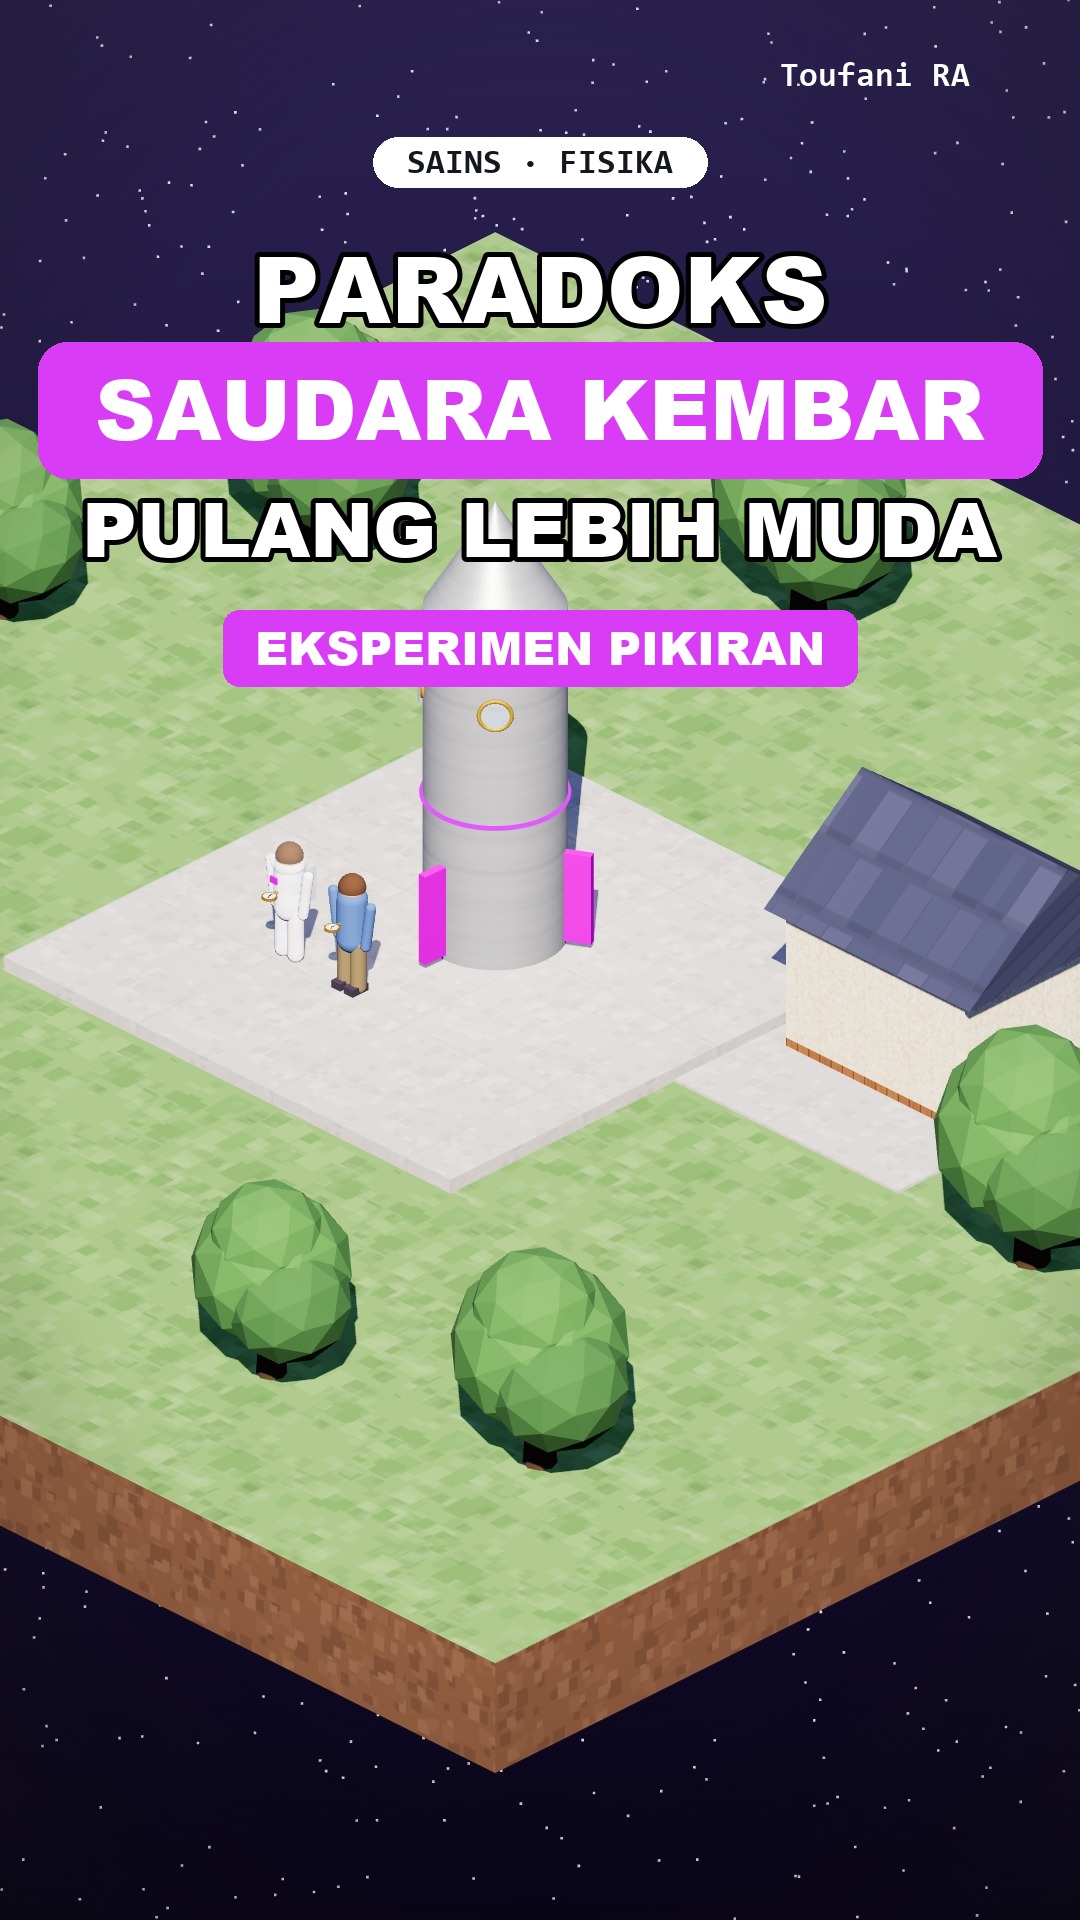 Toufani RA
SAINS · FISIKA
PARADOKS
SAUDARA KEMBAR
PULANG LEBIH MUDA
EKSPERIMEN PIKIRAN